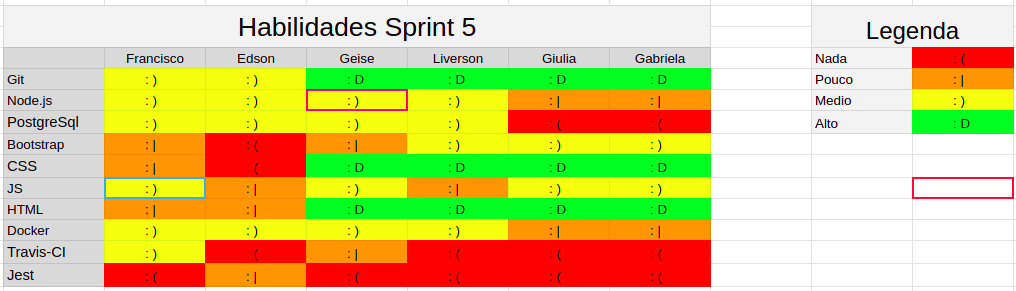 Habilidades Sprint 5 Legenda
Francisco Edson Geise Liverson Giulia Gabriela Nada : (
Git : ) : ) : D : D : D : D Pouco : |
Node.js : ) : ) : ) : ) : | : | Medio : )
PostgreSql : ) : ) : ) : ) : ( : ( Alto : D
Bootstrap : | : ( : | : ) : ) : )
CSS : | : ( : D : D : D : D
JS : ) : | : ) : | : ) : )
HTML : | : | : D : D : D : D
Docker : ) : ) : ) : ) : | : |
Travis-CI : ) : ( : | : ( : ( : (
Jest : ( : | : ( : ( : ( : (